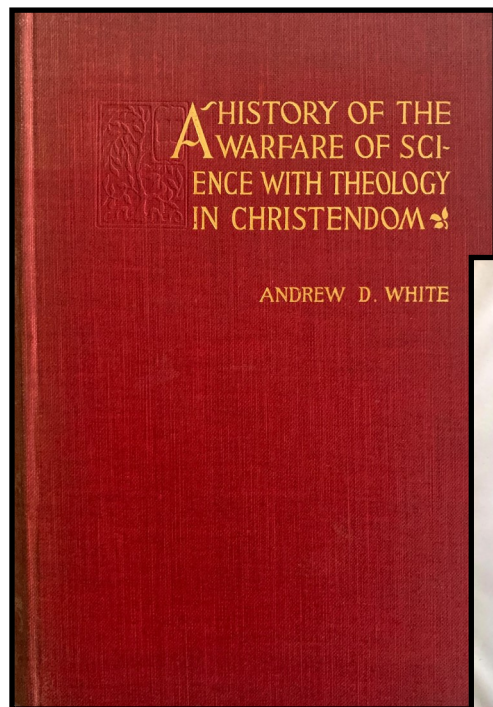 A HISTORY OF THE
WARFARE OF SCI-
ENCE WITH THEOLOGY
IN CHRISTENDOM
ANDREW D. WHITE